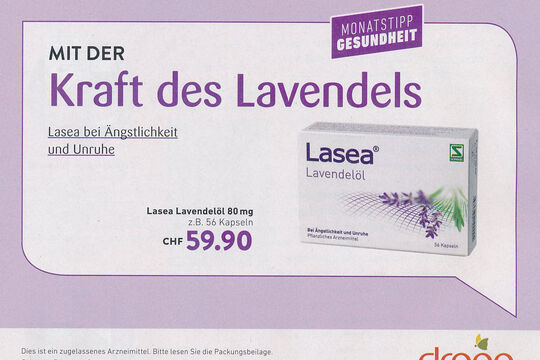 MONATSTIPP
GESUNDHEIT
MIT DER
Kraft des Lavendels
Lasea bei Ängstlichkeit
und Unruhe
Lasea®
Lavendelöl
Bei Ängstlichkeit und Unruhe
Pflanzliches Arzneimittel
56 Kapseln
Lasea Lavendelöl 80 mg
z.B. 56 Kapseln
CHF 59.90
Dies ist ein zugelassenes Arzneimittel. Bitte lesen Sie die Packungsbeilage.